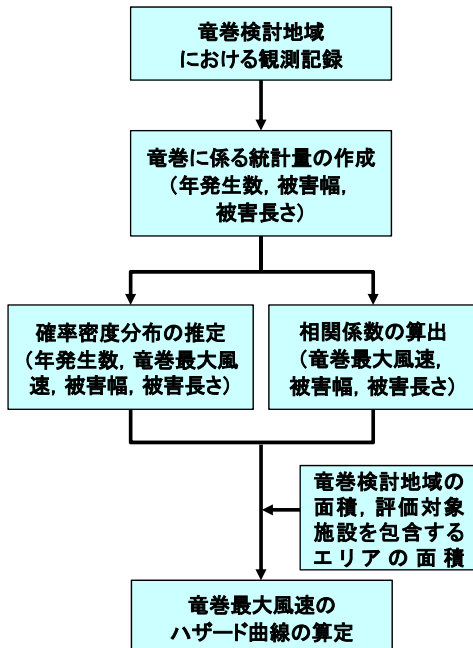 竜巻検討地域
における観測記録
竜巻に係る統計量の作成
（年発生数，被害幅，
被害長さ）
確率密度分布の推定
（年発生数，竜巻最大風
速，被害幅，被害長さ）
相関係数の算出
（竜巻最大風速，
被害幅，被害長さ）
竜巻検討地域の
面積，評価対象
施設を包含する
エリアの面積
竜巻最大風速の
ハザード曲線の算定